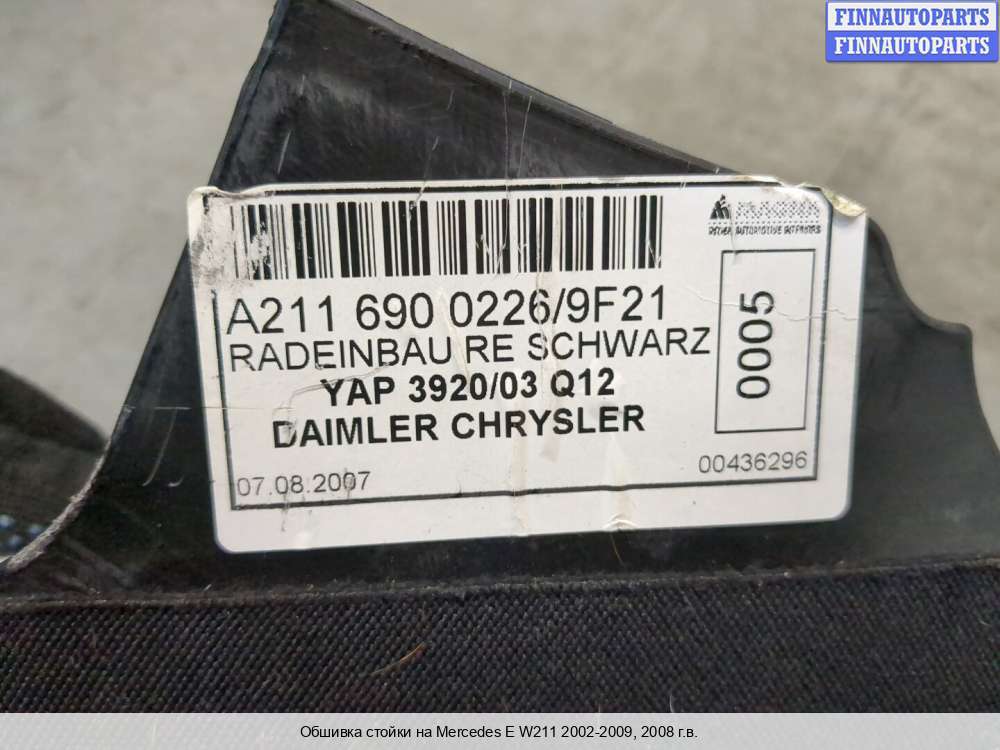 FINNAUTOPARTS
FINNAUTOPARTS
A211 690 0226/9F21
RADEINBAU RE SCHWARZ
YAP 3920/03 Q12
DAIMLER CHRYSLER
0005
07.08.2007
00436296
Обшивка стойки на Mercedes E W211 2002-2009, 2008 г.в.